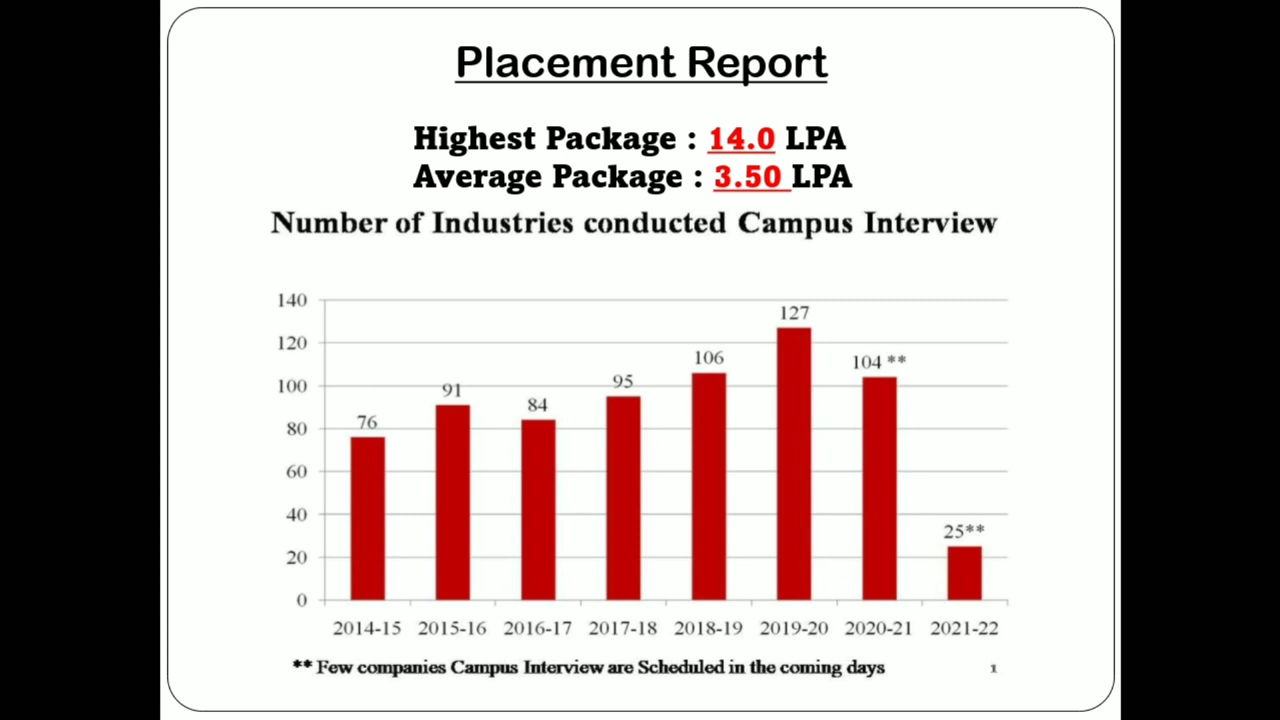 Placement Report
Highest Package : 14.0 LPA
Average Package : 3.50 LPA
Number of Industries conducted Campus Interview
140
120
100
80
60
40
20
0
76
91
84
95
106
127
104 **
25**
2014-15 2015-16 2016-17 2017-18 2018-19 2019-20 2020-21 2021-22
** Few companies Campus Interview are Scheduled in the coming days
1